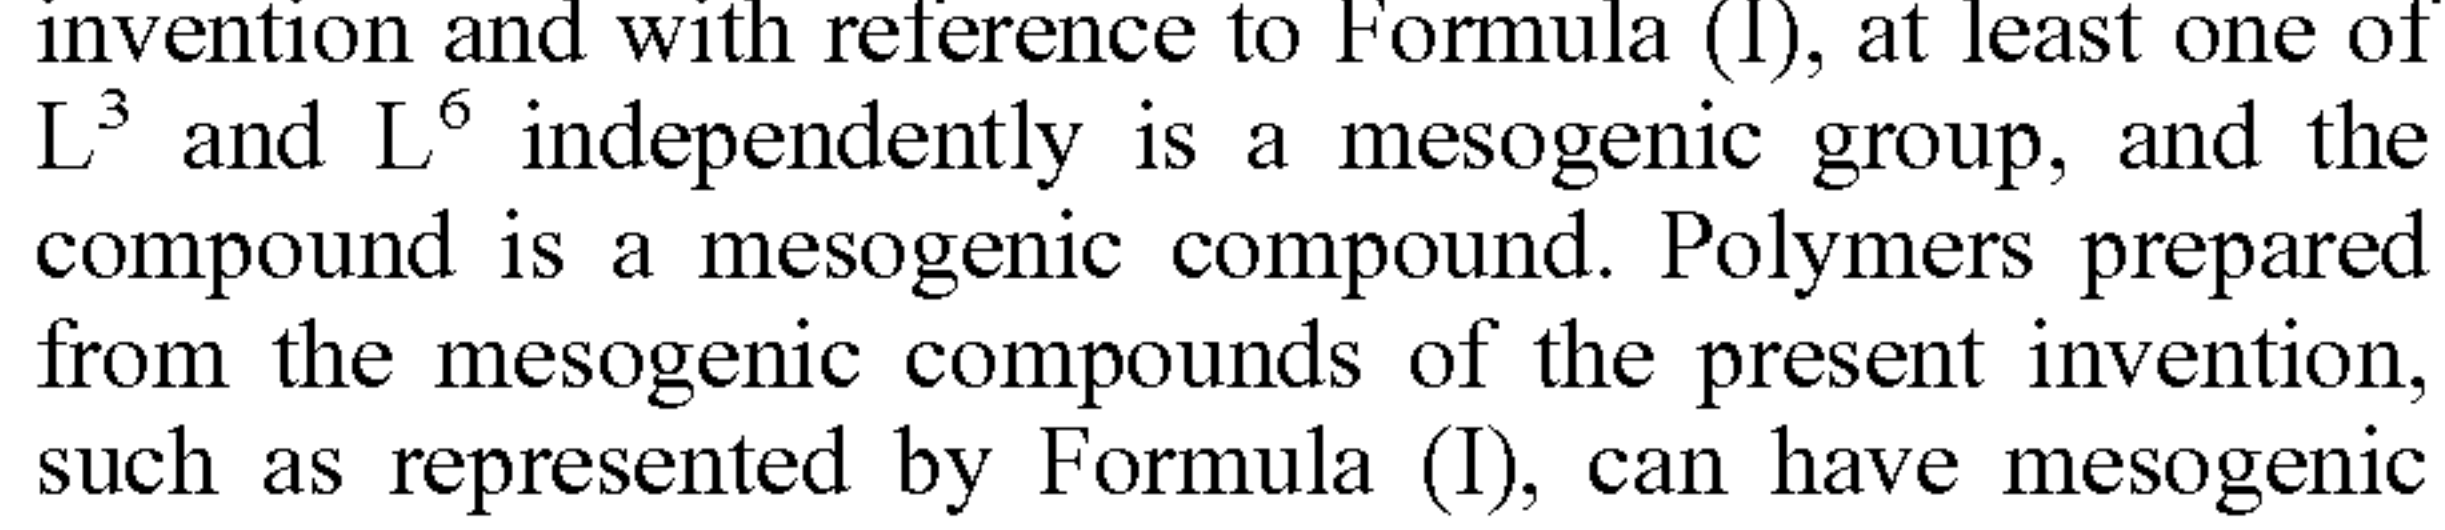 invention and with reference to Formula (I), at least one of
L³ and L⁶ independently is a mesogenic group, and the
compound is a mesogenic compound. Polymers prepared
from the mesogenic compounds of the present invention,
such as represented by Formula (I), can have mesogenic